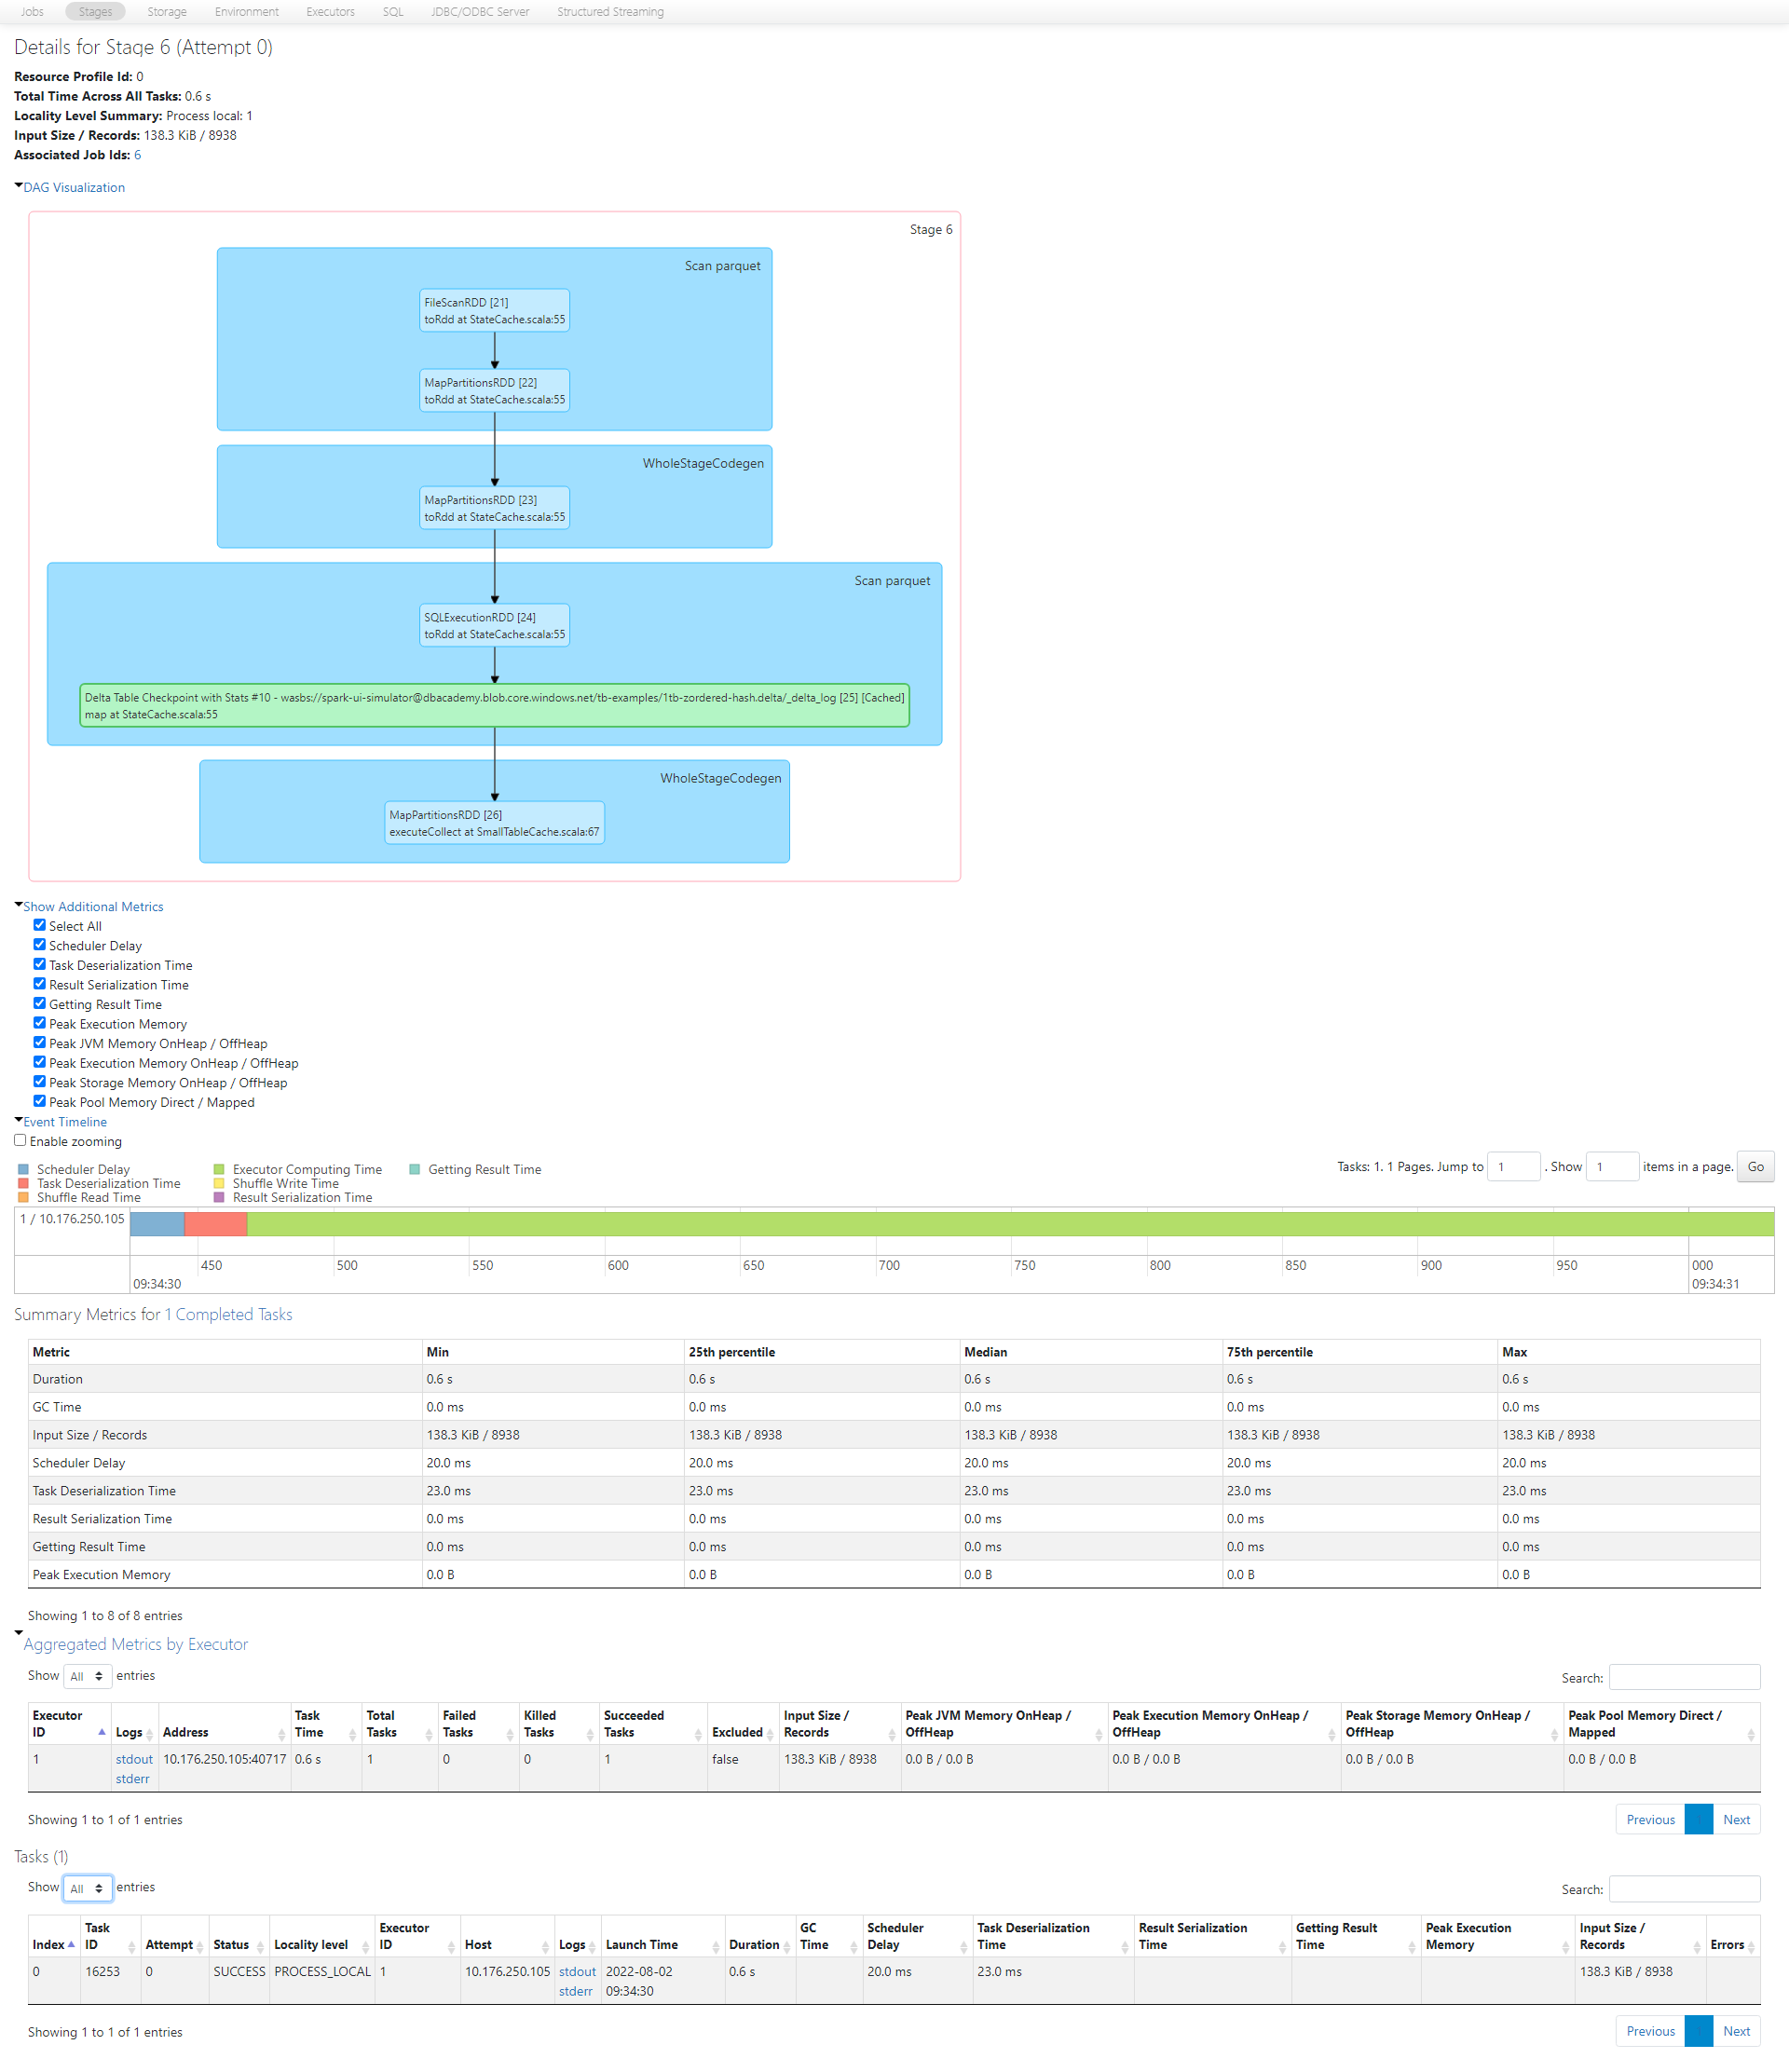 Jobs Stages Storage Environment Executors SQL JDBC/ODBC Server Structured Streaming
Details for Stage 6 (Attempt 0)
Resource Profile Id: 0
Total Time Across All Tasks: 0.6 s
Locality Level Summary: Process local: 1
Input Size / Records: 138.3 KiB / 8938
Associated Job Ids: 6
DAG Visualization
Stage 6
Scan parquet
FileScanRDD [21]
toRdd at StateCache.scala:55
MapPartitionsRDD [22]
toRdd at StateCache.scala:55
WholeStageCodegen
MapPartitionsRDD [23]
toRdd at StateCache.scala:55
Scan parquet
SQLExecutionRDD [24]
toRdd at StateCache.scala:55
Delta Table Checkpoint with Stats #10 - wasbs://spark-ui-simulator@dbacademy.blob.core.windows.net/tb-examples/1tb-zordered-hash.delta/_delta_log [25] [Cached]
map at StateCache.scala:55
WholeStageCodegen
MapPartitionsRDD [26]
executeCollect at SmallTableCache.scala:67
Show Additional Metrics
Select All
Scheduler Delay
Task Deserialization Time
Result Serialization Time
Getting Result Time
Peak Execution Memory
Peak JVM Memory OnHeap / OffHeap
Peak Execution Memory OnHeap / OffHeap
Peak Storage Memory OnHeap / OffHeap
Peak Pool Memory Direct / Mapped
Event Timeline
Enable zooming
Scheduler Delay Executor Computing Time Getting Result Time
Task Deserialization Time Shuffle Write Time
Shuffle Read Time Result Serialization Time
Tasks: 1. 1 Pages. Jump to 1 . Show 1 items in a page. Go
1 / 10.176.250.105
450 500 550 600 650 700 750 800 850 900 950 000
09:34:30 09:34:31
Summary Metrics for 1 Completed Tasks
Metric Min 25th percentile Median 75th percentile Max
Duration 0.6 s 0.6 s 0.6 s 0.6 s 0.6 s
GC Time 0.0 ms 0.0 ms 0.0 ms 0.0 ms 0.0 ms
Input Size / Records 138.3 KiB / 8938 138.3 KiB / 8938 138.3 KiB / 8938 138.3 KiB / 8938 138.3 KiB / 8938
Scheduler Delay 20.0 ms 20.0 ms 20.0 ms 20.0 ms 20.0 ms
Task Deserialization Time 23.0 ms 23.0 ms 23.0 ms 23.0 ms 23.0 ms
Result Serialization Time 0.0 ms 0.0 ms 0.0 ms 0.0 ms 0.0 ms
Getting Result Time 0.0 ms 0.0 ms 0.0 ms 0.0 ms 0.0 ms
Peak Execution Memory 0.0 B 0.0 B 0.0 B 0.0 B 0.0 B
Showing 1 to 8 of 8 entries
Aggregated Metrics by Executor
Show All entries
Search:
Executor ID Logs Address Task Time Total Tasks Failed Tasks Killed Tasks Succeeded Tasks Excluded Input Size / Records Peak JVM Memory OnHeap / OffHeap Peak Execution Memory OnHeap / OffHeap Peak Storage Memory OnHeap / OffHeap Peak Pool Memory Direct / Mapped
1 stdout 10.176.250.105:40717 0.6 s 1 0 0 1 false 138.3 KiB / 8938 0.0 B / 0.0 B 0.0 B / 0.0 B 0.0 B / 0.0 B 0.0 B / 0.0 B
stderr
Showing 1 to 1 of 1 entries
Previous Next
Tasks (1)
Show All entries
Search:
Index Task ID Attempt Status Locality level Executor ID Host Logs Launch Time Duration GC Time Scheduler Delay Task Deserialization Time Result Serialization Time Getting Result Time Peak Execution Memory Input Size / Records Errors
0 16253 0 SUCCESS PROCESS_LOCAL 1 10.176.250.105 stdout 2022-08-02 0.6 s 20.0 ms 23.0 ms 138.3 KiB / 8938
stderr 09:34:30
Showing 1 to 1 of 1 entries
Previous Next